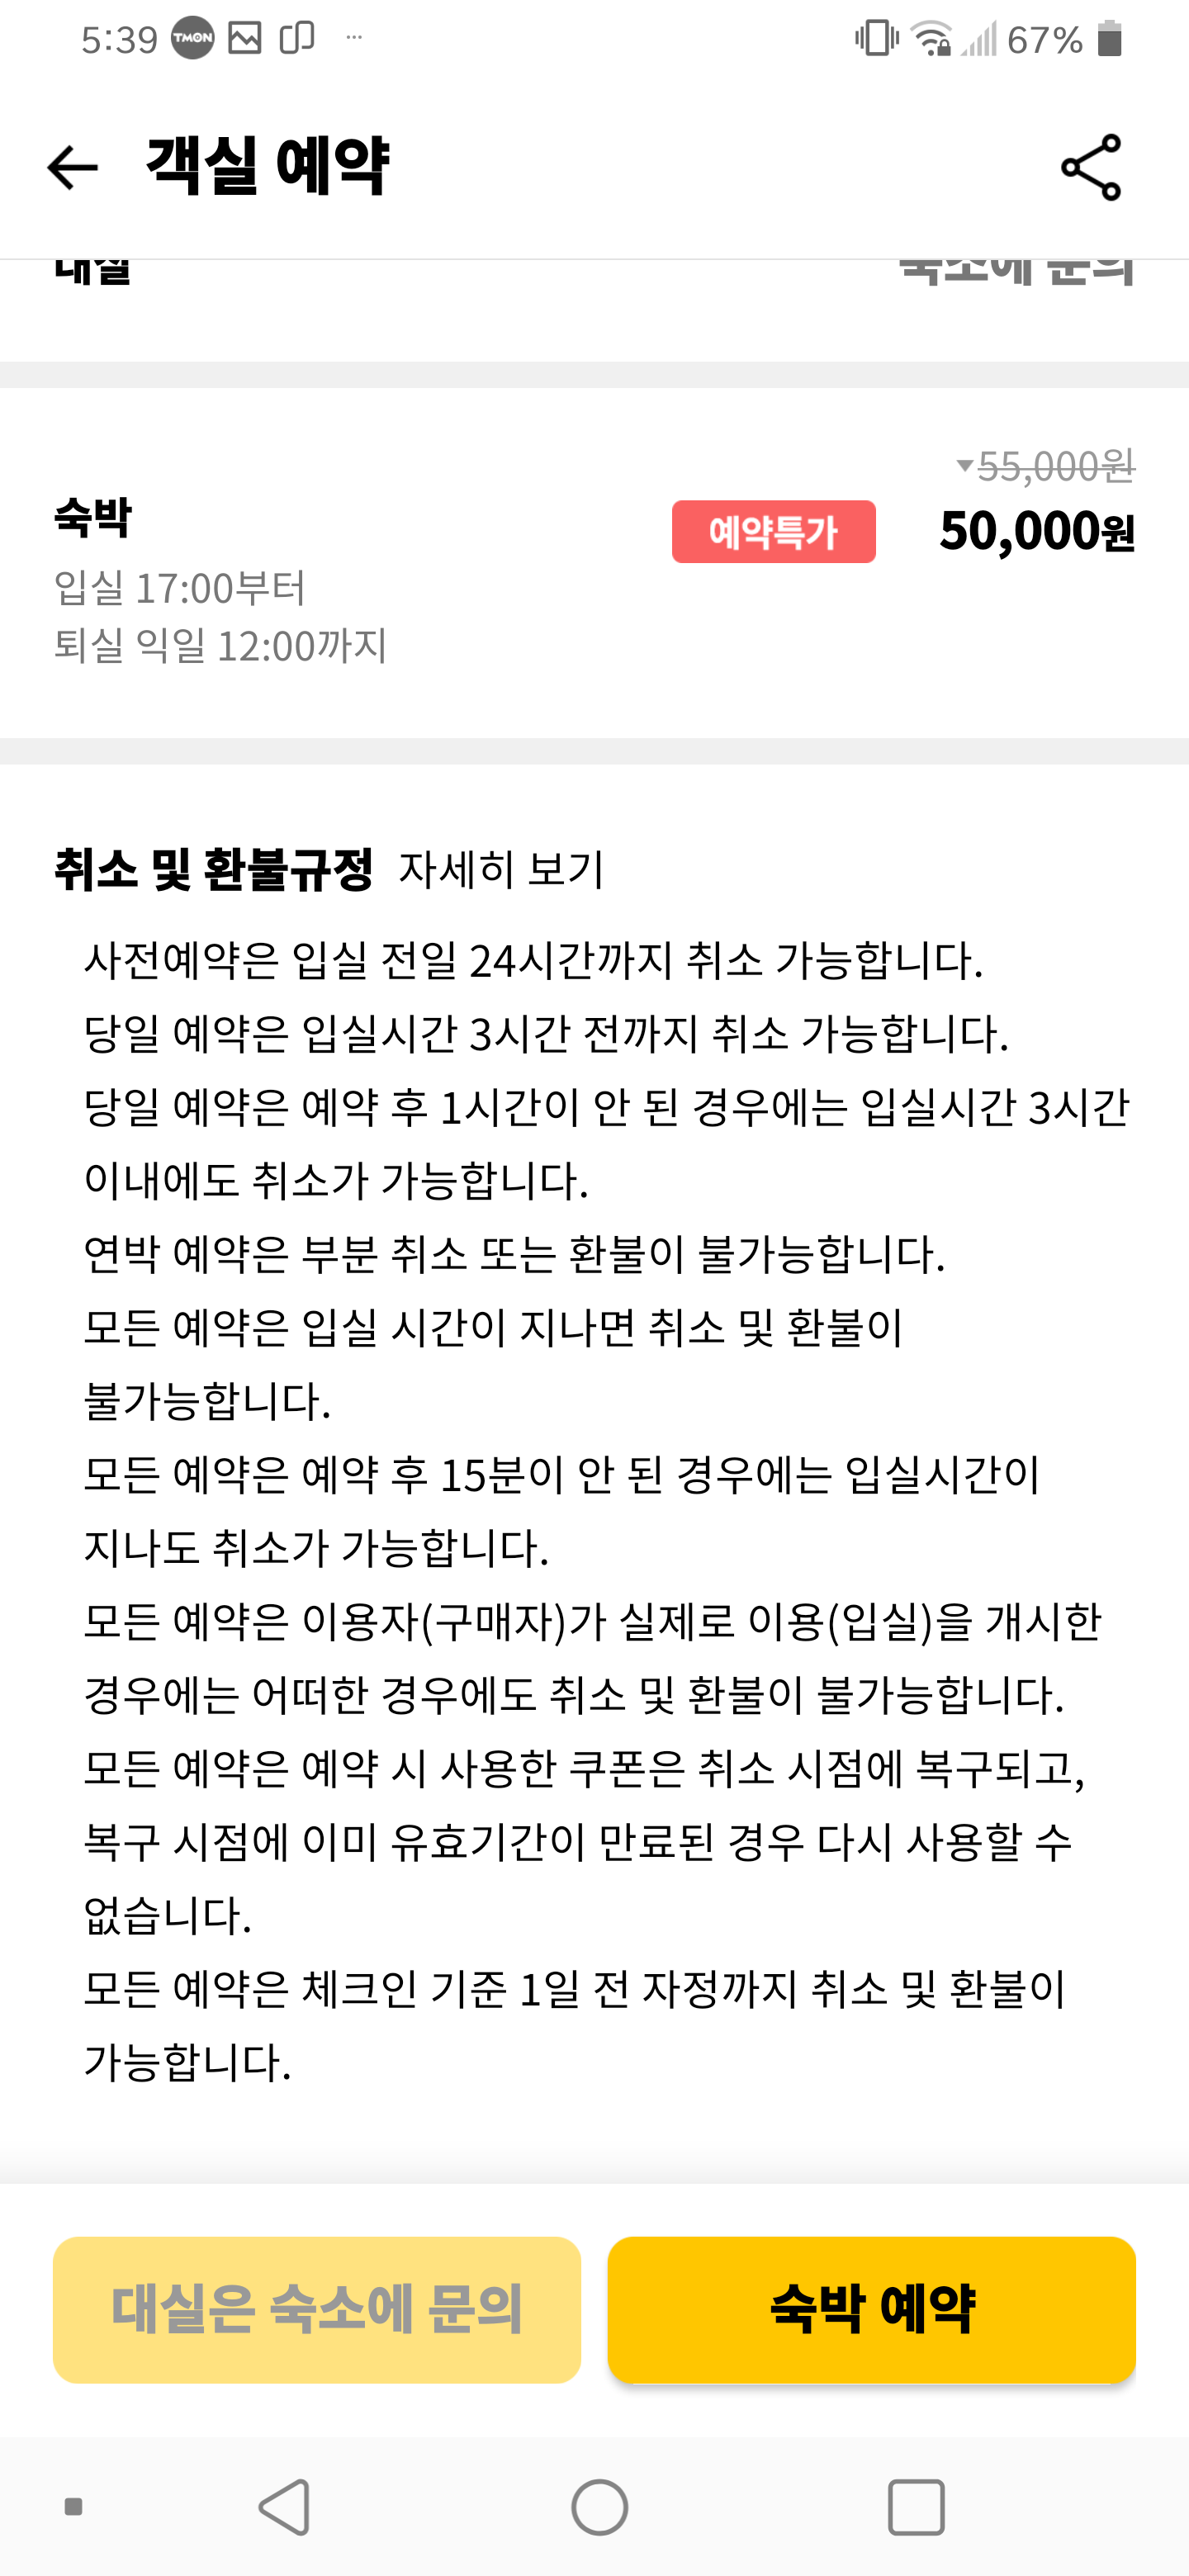 5:39 TMON ... 67%
객실 예약
대실 숙소에 문의
55,000원
숙박 예약특가 50,000원
입실 17:00부터
퇴실 익일 12:00까지
취소 및 환불규정 자세히 보기
사전예약은 입실 전일 24시간까지 취소 가능합니다.
당일 예약은 입실시간 3시간 전까지 취소 가능합니다.
당일 예약은 예약 후 1시간이 안 된 경우에는 입실시간 3시간
이내에도 취소가 가능합니다.
연박 예약은 부분 취소 또는 환불이 불가능합니다.
모든 예약은 입실 시간이 지나면 취소 및 환불이
불가능합니다.
모든 예약은 예약 후 15분이 안 된 경우에는 입실시간이
지나도 취소가 가능합니다.
모든 예약은 이용자(구매자)가 실제로 이용(입실)을 개시한
경우에는 어떠한 경우에도 취소 및 환불이 불가능합니다.
모든 예약은 예약 시 사용한 쿠폰은 취소 시점에 복구되고,
복구 시점에 이미 유효기간이 만료된 경우 다시 사용할 수
없습니다.
모든 예약은 체크인 기준 1일 전 자정까지 취소 및 환불이
가능합니다.
대실은 숙소에 문의 숙박 예약